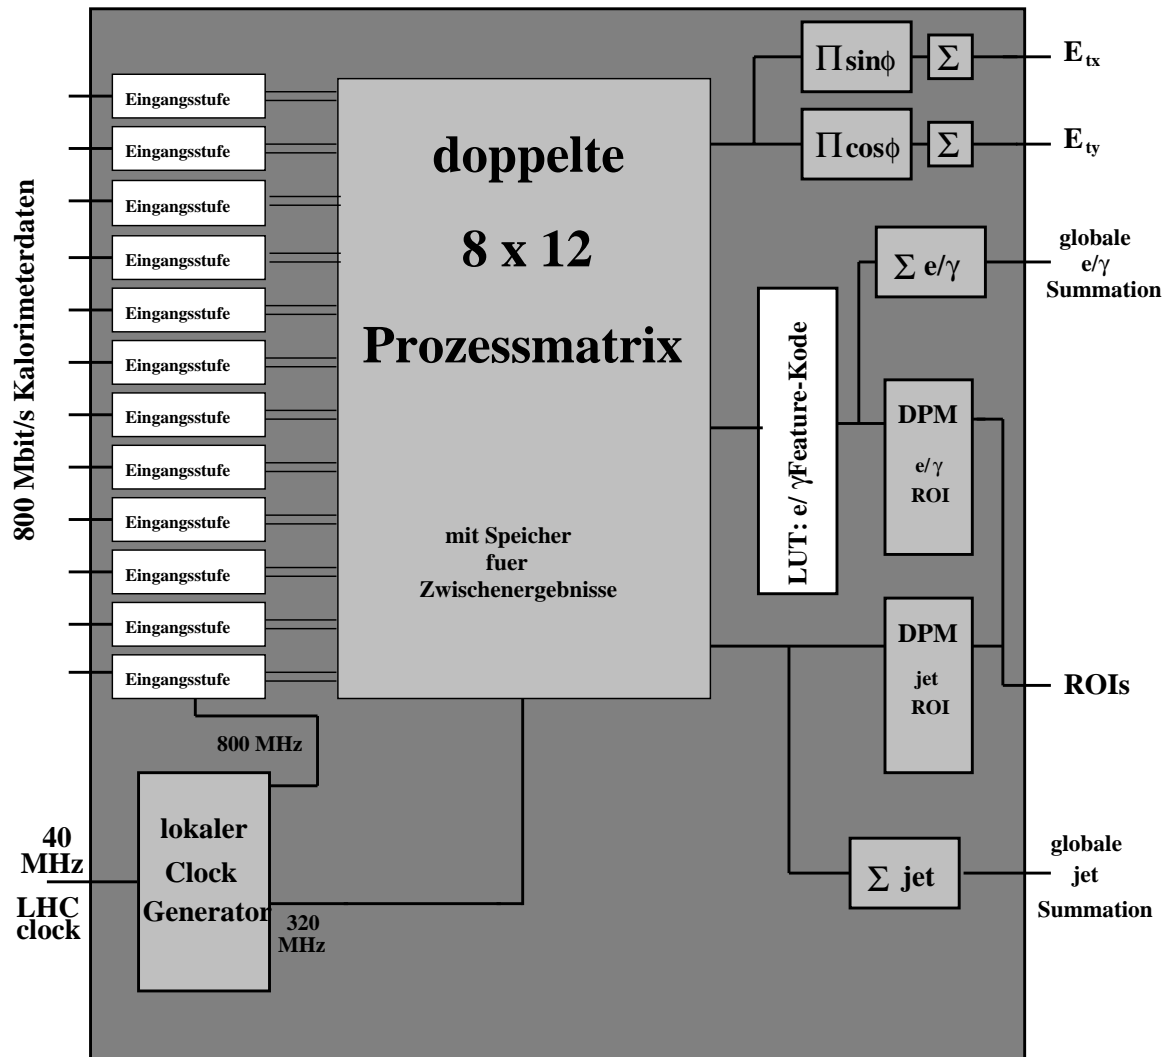 800 Mbit/s Kalorimeterdaten
Eingangsstufe
Eingangsstufe
Eingangsstufe
Eingangsstufe
Eingangsstufe
Eingangsstufe
Eingangsstufe
Eingangsstufe
Eingangsstufe
Eingangsstufe
Eingangsstufe
Eingangsstufe
doppelte
8 x 12
Prozessmatrix
mit Speicher
fuer
Zwischenergebnisse
Πsinϕ
Σ
E tx
Πcosϕ
Σ
E ty
Σ e/γ
globale
e/γ
Summation
LUT: e/ γFeature-Kode
DPM
e/ γ
ROI
DPM
jet
ROI
ROIs
Σ jet
globale
jet
Summation
800 MHz
40
MHz
LHC
clock
lokaler
Clock
Generator
320
MHz